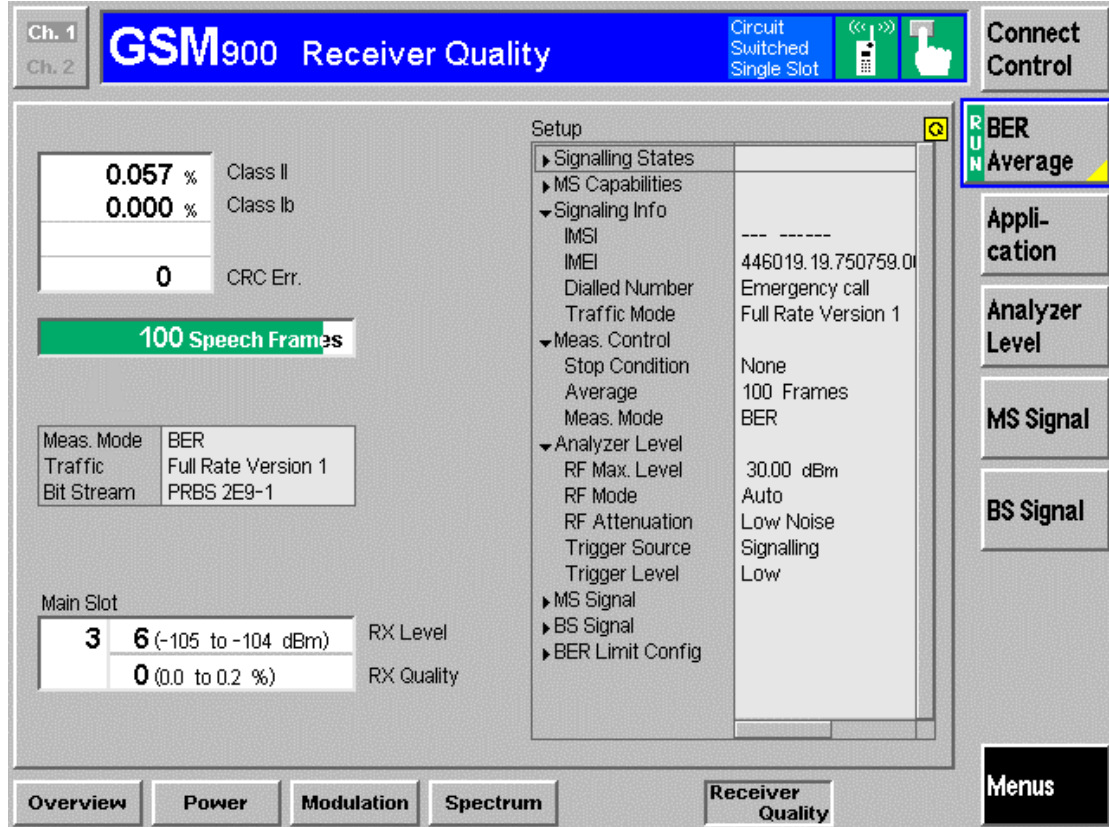 Ch. 1
Ch. 2
GSM900 Receiver Quality
Circuit
Switched
Single Slot
Connect
Control
0.057 % Class II
0.000 % Class Ib
0 CRC Err.
100 Speech Frames
Meas. Mode BER
Traffic Full Rate Version 1
Bit Stream PRBS 2E9-1
Main Slot
3 6 (-105 to -104 dBm) RX Level
0 (0.0 to 0.2 %) RX Quality
Setup
Signalling States
MS Capabilities
Signaling Info
IMSI --- ------
IMEI 446019.19.750759.0
Dialled Number Emergency call
Traffic Mode Full Rate Version 1
Meas. Control
Stop Condition None
Average 100 Frames
Meas. Mode BER
Analyzer Level
RF Max. Level 30.00 dBm
RF Mode Auto
RF Attenuation Low Noise
Trigger Source Signalling
Trigger Level Low
MS Signal
BS Signal
BER Limit Config
RUN
BER
Average
Appli-
cation
Analyzer
Level
MS Signal
BS Signal
Menus
Overview Power Modulation Spectrum Receiver
Quality